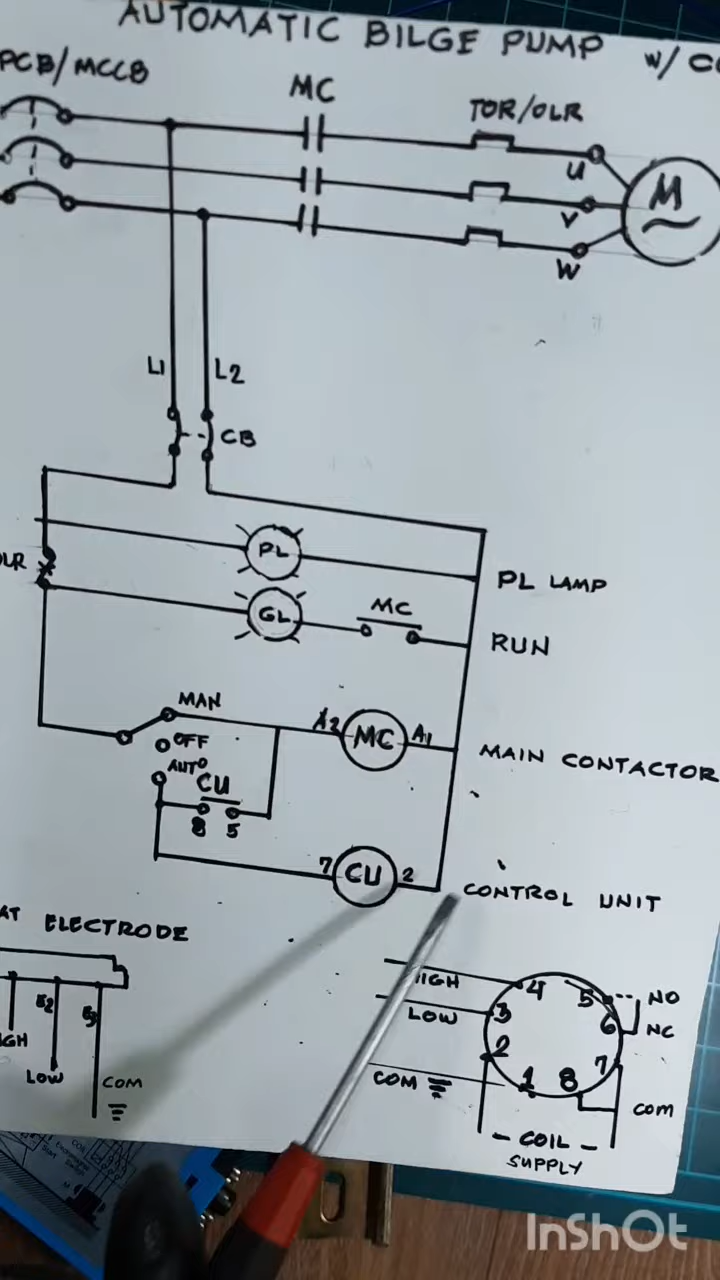 AUTOMATIC BILGE PUMP W/
PCB/MCCB
MC
TOR/OLR
U
V
W
M
L1
L2
CB
PL
PL LAMP
GL
MC
RUN
MAN
OFF
AUTO
A2
MC
A1
MAIN CONTACTOR
CU
8
5
7
CU
2
CONTROL UNIT
ELECTRODE
E2
E3
LOW
COM
HIGH
LOW
COM
4
5
3
6
2
7
1
8
NO
NC
COM
- COIL -
SUPPLY
InShOt